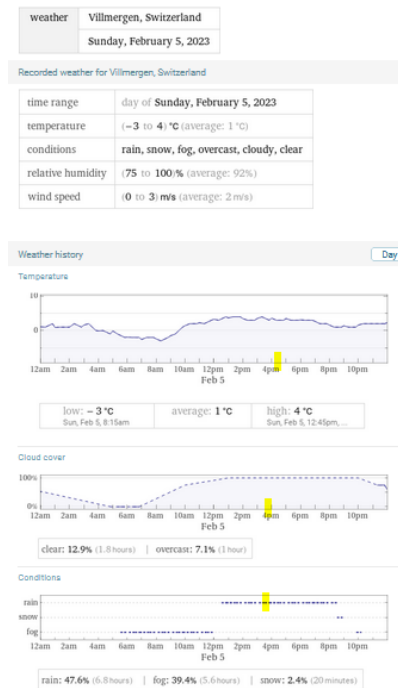 weather Villmergen, Switzerland
Sunday, February 5, 2023
Recorded weather for Villmergen, Switzerland
time range day of Sunday, February 5, 2023
temperature (−3 to 4) °C (average: 1 °C)
conditions rain, snow, fog, overcast, cloudy, clear
relative humidity (75 to 100)% (average: 92%)
wind speed (0 to 3) m/s (average: 2 m/s)
Weather history Day
Temperature
10
0
12am 2am 4am 6am 8am 10am 12pm 2pm 4pm 6pm 8pm 10pm
Feb 5
low: −3 °C average: 1 °C high: 4 °C
Sun, Feb 5, 8:15am Sun, Feb 5, 12:45pm, ...
Cloud cover
100%
0%
12am 2am 4am 6am 8am 10am 12pm 2pm 4pm 6pm 8pm 10pm
Feb 5
clear: 12.9% (1.8 hours) | overcast: 7.1% (1 hour)
Conditions
rain
snow
fog
12am 2am 4am 6am 8am 10am 12pm 2pm 4pm 6pm 8pm 10pm
Feb 5
rain: 47.6% (6.8 hours) | fog: 39.4% (5.6 hours) | snow: 2.4% (20 minutes)